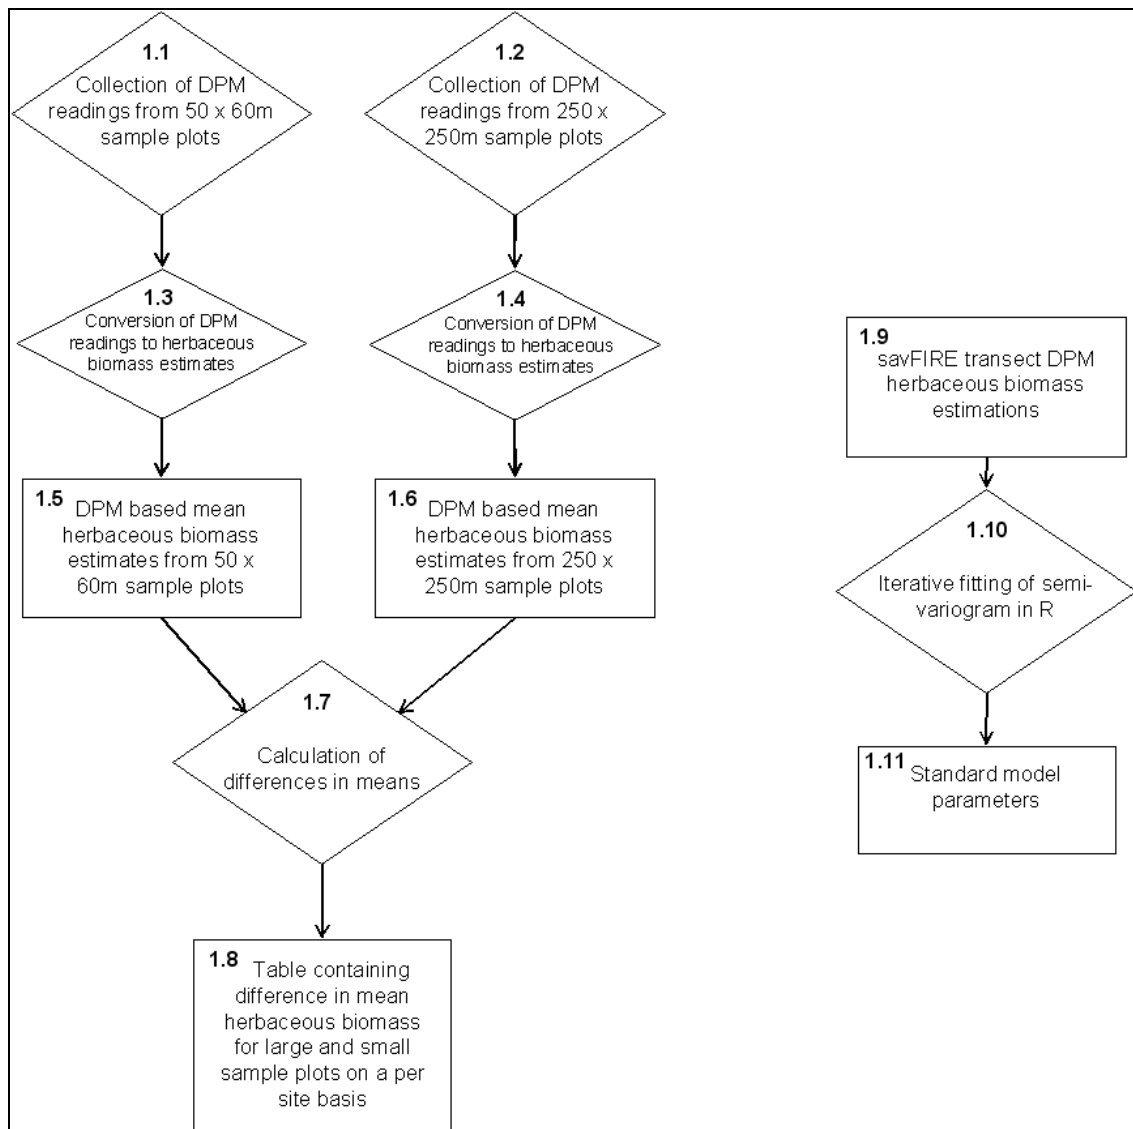 1.1
Collection of DPM
readings from 50 x 60m
sample plots
1.2
Collection of DPM
readings from 250 x
250m sample plots
1.3
Conversion of DPM
readings to herbaceous
biomass estimates
1.4
Conversion of DPM
readings to herbaceous
biomass estimates
1.5 DPM based mean
herbaceous biomass
estimates from 50 x
60m sample plots
1.6 DPM based mean
herbaceous biomass
estimates from 250 x
250m sample plots
1.7
Calculation of
differences in means
1.8 Table containing
difference in mean
herbaceous biomass
for large and small
sample plots on a per
site basis
1.9
savFIRE transect DPM
herbaceous biomass
estimations
1.10
Iterative fitting of semi-
variogram in R
1.11 Standard model
parameters